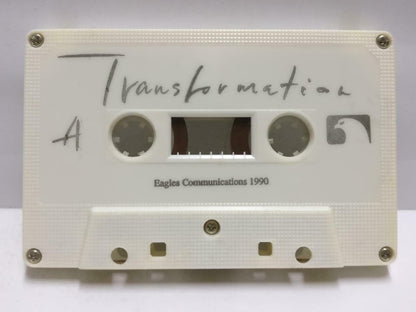 Transformation
A
Eagles Communications 1990